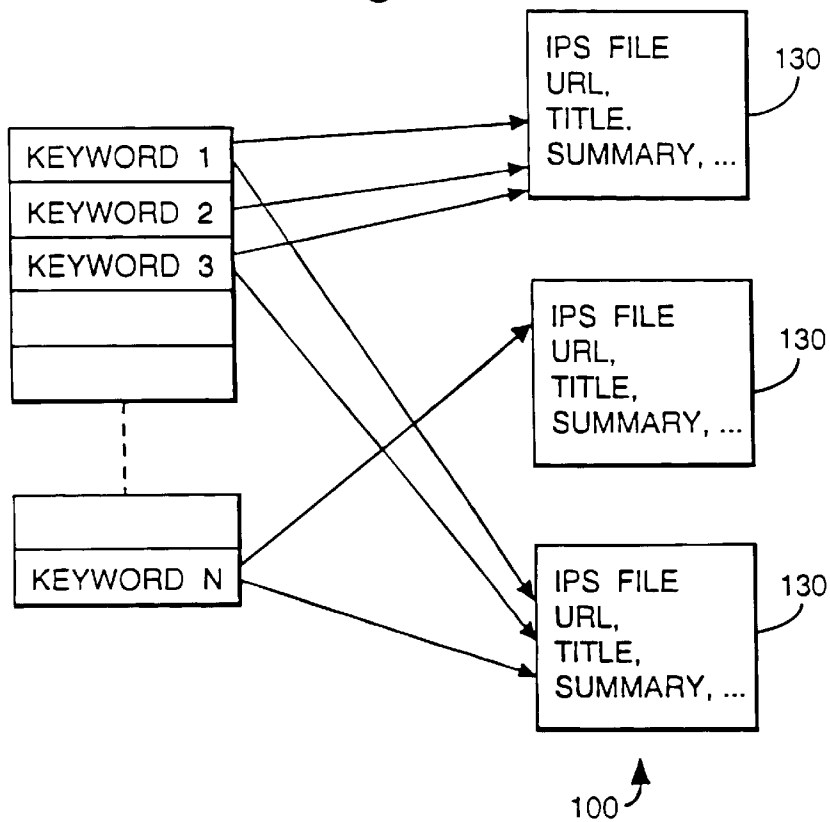 IPS FILE
URL,
TITLE.
SUMMARY, ...
130
KEYWORD 1
KEYWORD 2
KEYWORD 3
IPS FILE
URL,
TITLE,
SUMMARY, ...
130
KEYWORD N
IPS FILE
URL,
TITLE,
SUMMARY, ...
130
100